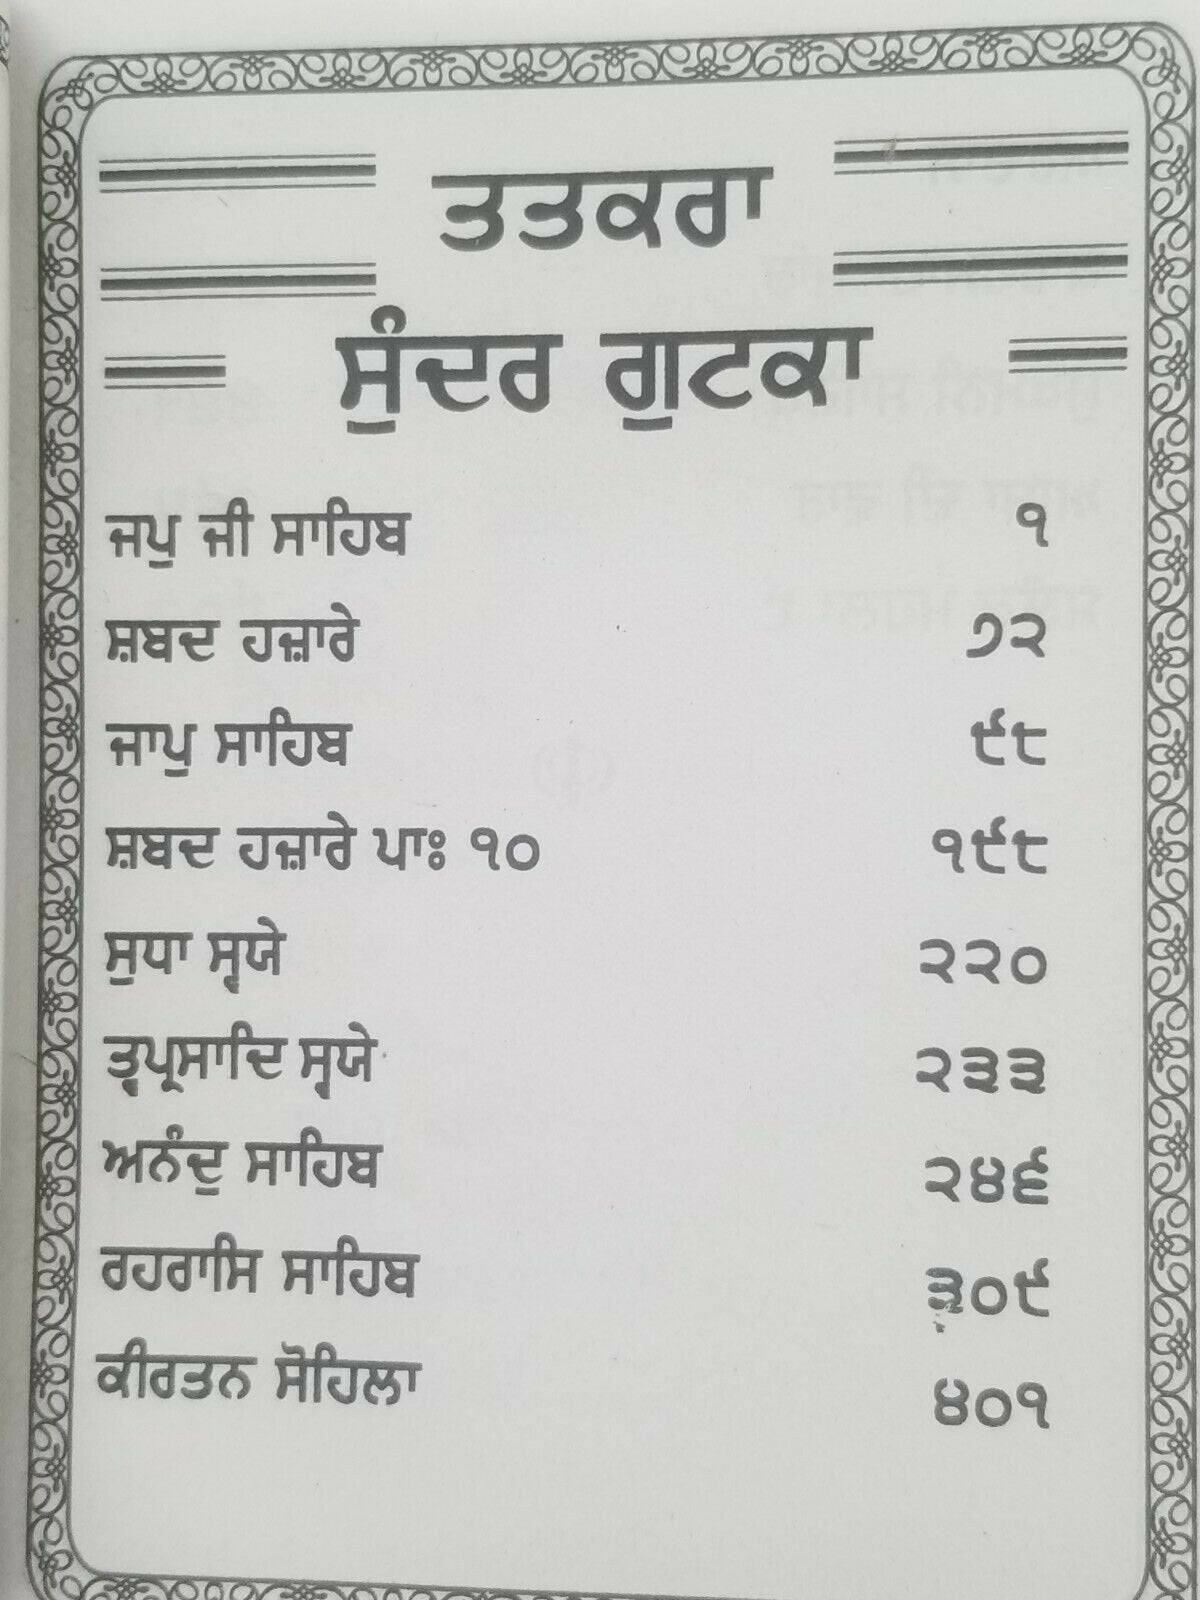 ਤਤਕਰਾ
ਸੁੰਦਰ ਗੁਟਕਾ
ਜਪੁ ਜੀ ਸਾਹਿਬ ੧
ਸ਼ਬਦ ਹਜ਼ਾਰੇ ੭੨
ਜਾਪੁ ਸਾਹਿਬ ੯੮
ਸ਼ਬਦ ਹਜ਼ਾਰੇ ਪਾਃ ੧੦ ੧੯੮
ਸੁਧਾ ਸ੍ਵਯੇ ੨੨੦
ਤ੍ਵਪ੍ਰਸਾਦਿ ਸ੍ਵਯੇ ੨੩੩
ਅਨੰਦੁ ਸਾਹਿਬ ੨੪੬
ਰਹਰਾਸਿ ਸਾਹਿਬ ੩੦੯
ਕੀਰਤਨ ਸੋਹਿਲਾ ੪੦੧